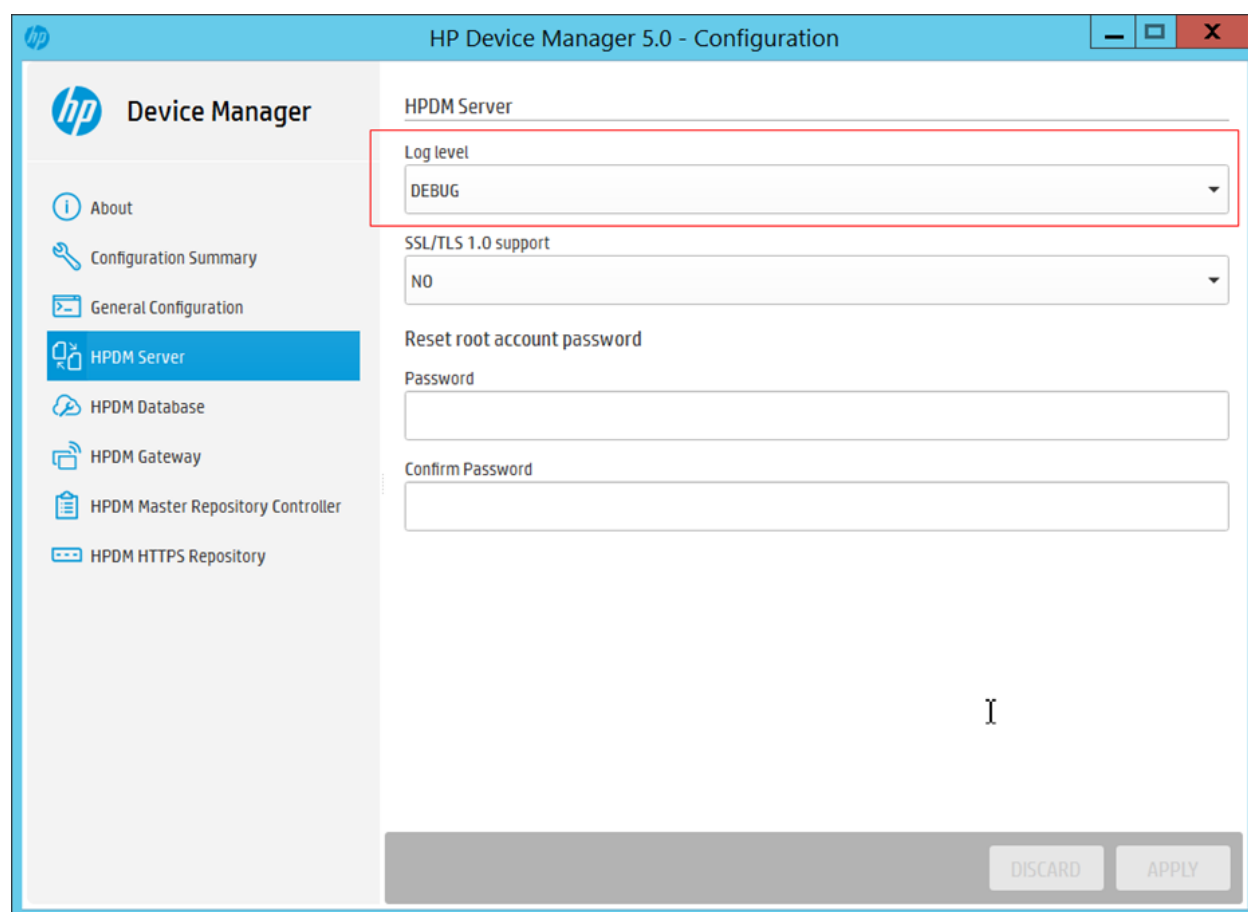 hp
HP Device Manager 5.0 - Configuration
X
hp
Device Manager
About
Configuration Summary
General Configuration
HPDM Server
HPDM Database
HPDM Gateway
HPDM Master Repository Controller
HPDM HTTPS Repository
HPDM Server
Log level
DEBUG
SSL/TLS 1.0 support
NO
Reset root account password
Password
Confirm Password
DISCARD
APPLY